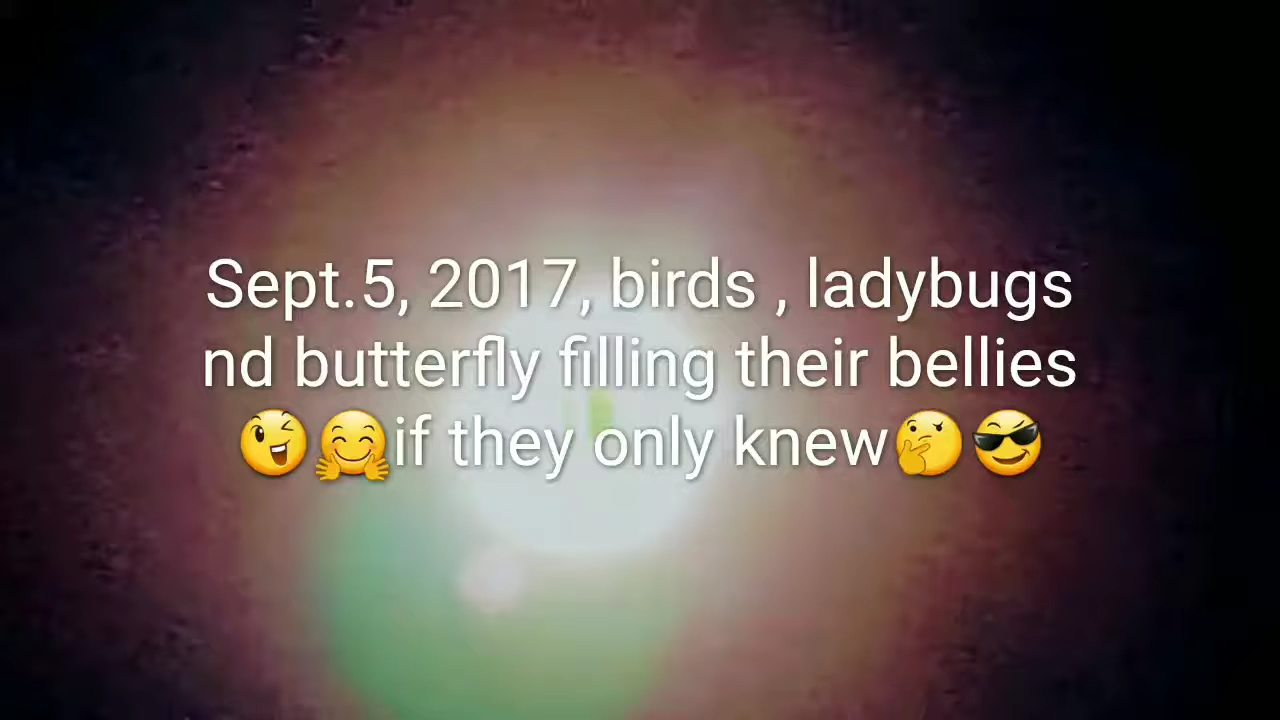 Sept.5, 2017, birds , ladybugs
nd butterfly filling their bellies
😉🤗if they only knew🤔😎